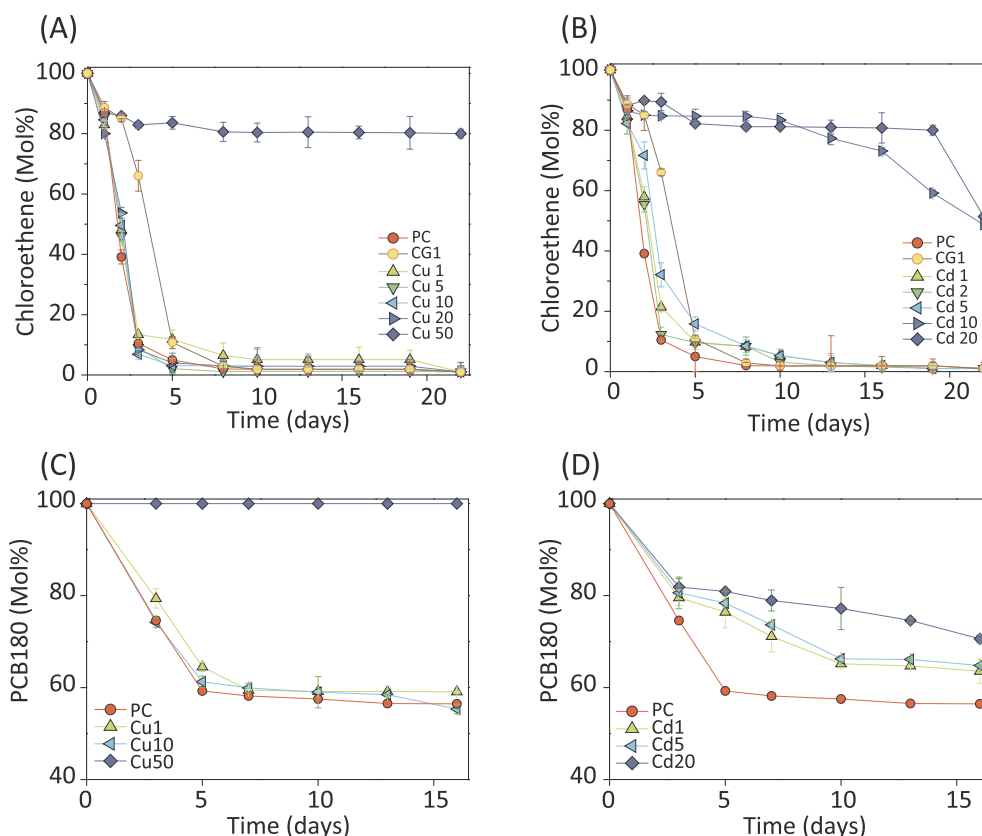 (A)
100
80
60
40
20
0
Chloroethene (Mol%)
PC
CG1
Cu 1
Cu 5
Cu 10
Cu 20
Cu 50
0 5 10 15 20
Time (days)
(B)
100
80
60
40
20
0
Chloroethene (Mol%)
PC
CG1
Cd 1
Cd 2
Cd 5
Cd 10
Cd 20
0 5 10 15 20
Time (days)
(C)
100
80
60
40
PCB180 (Mol%)
PC
Cu1
Cu10
Cu50
0 5 10 15
Time (days)
(D)
100
80
60
40
PCB180 (Mol%)
PC
Cd1
Cd5
Cd20
0 5 10 15
Time (days)